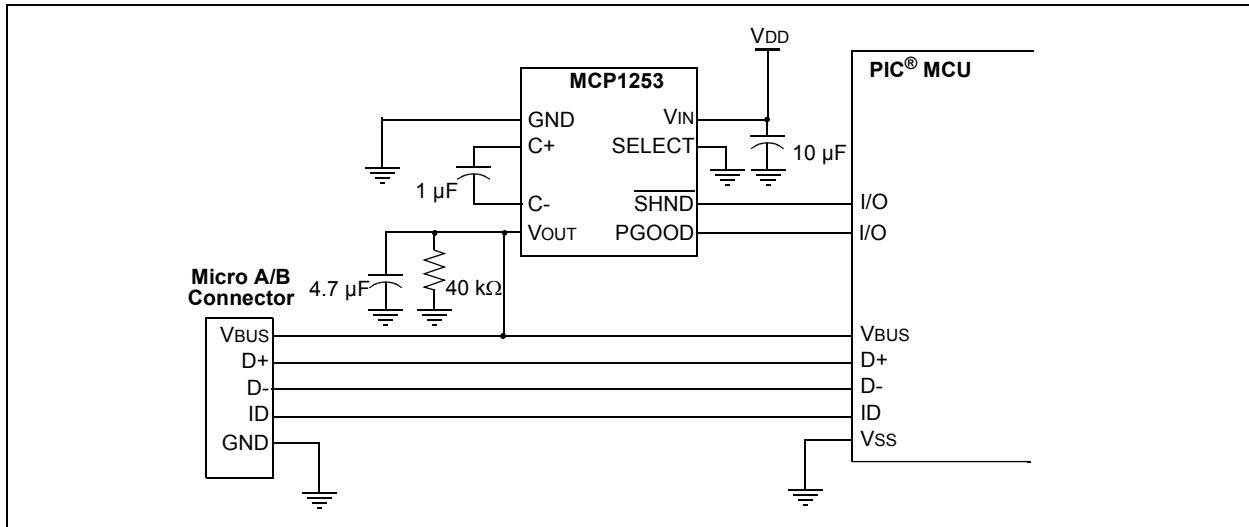 VDD
PIC® MCU
MCP1253
GND
VIN
C+
SELECT
10 µF
1 µF
C-
SHND
I/O
VOUT
PGOOD
I/O
Micro A/B
Connector
4.7 µF
40 kΩ
VBUS
VBUS
D+
D+
D-
D-
ID
ID
GND
VSS